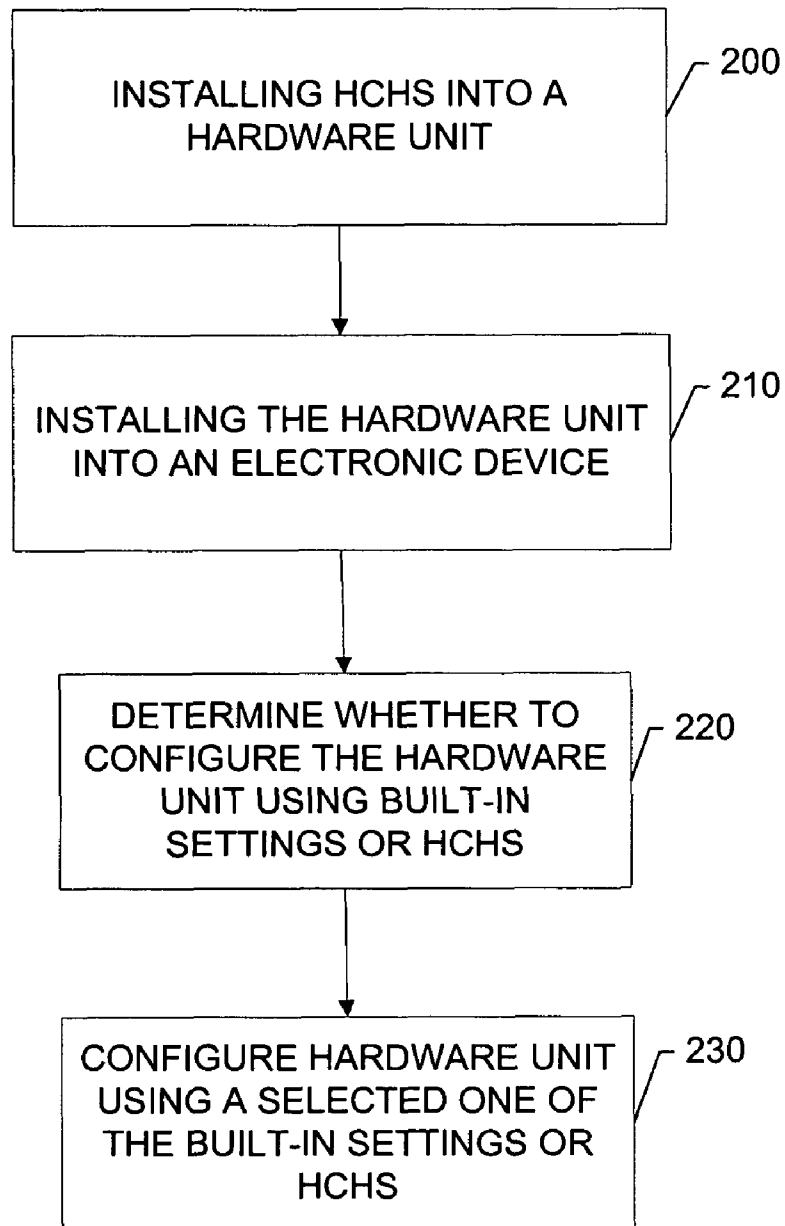 INSTALLING HCHS INTO A
HARDWARE UNIT
200
INSTALLING THE HARDWARE UNIT
INTO AN ELECTRONIC DEVICE
210
DETERMINE WHETHER TO
CONFIGURE THE HARDWARE
UNIT USING BUILT-IN
SETTINGS OR HCHS
220
CONFIGURE HARDWARE UNIT
USING A SELECTED ONE OF
THE BUILT-IN SETTINGS OR
HCHS
230